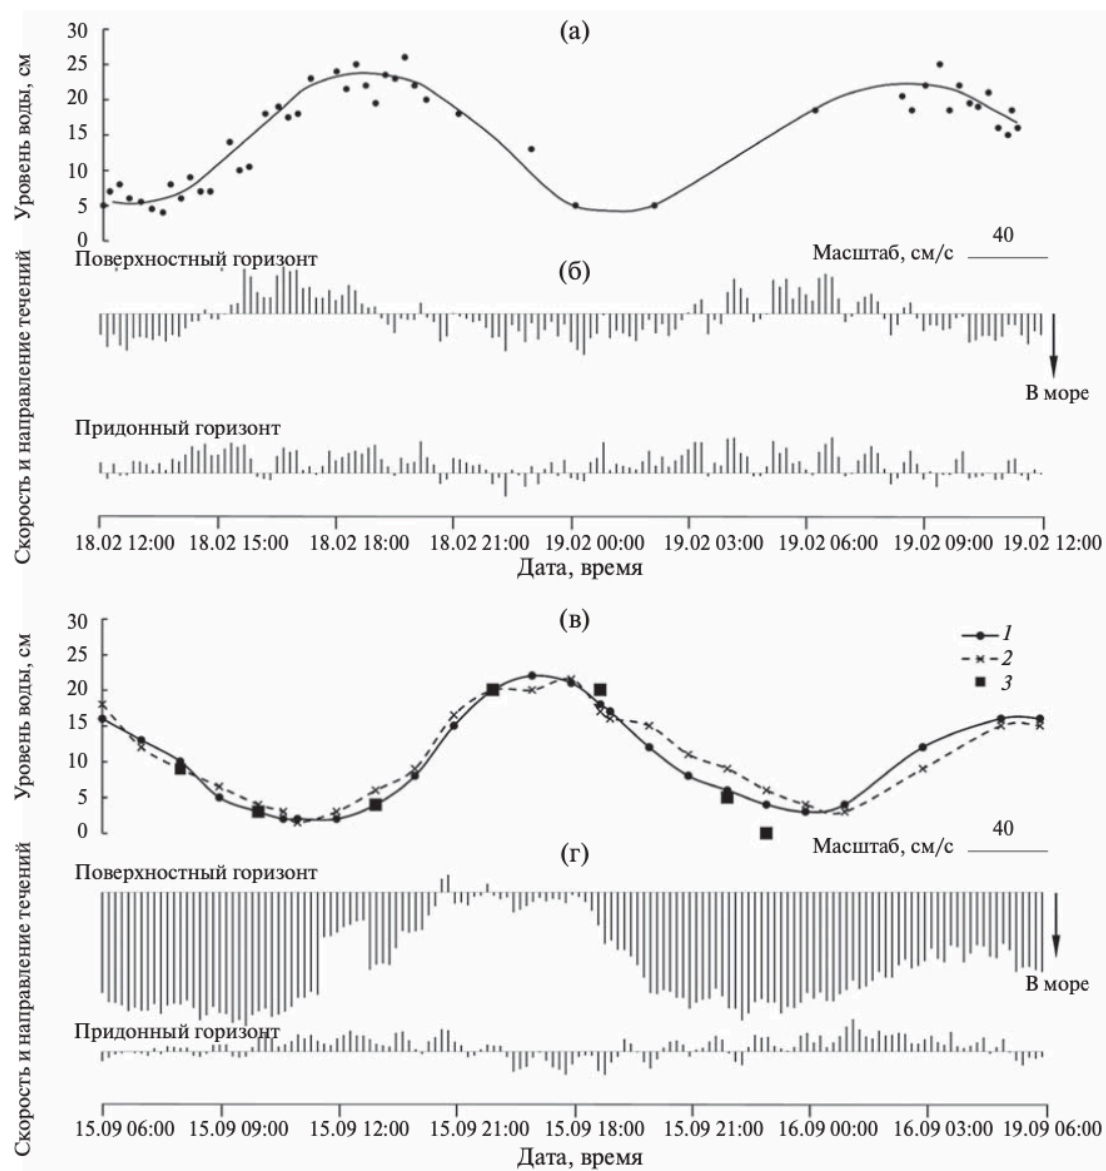 (а)
Уровень воды, см
30
25
20
15
10
5
0
Поверхностный горизонт
(б)
Масштаб, см/с
40
Скорость и направление течений
В море
Придонный горизонт
18.02 12:00 18.02 15:00 18.02 18:00 18.02 21:00 19.02 00:00 19.02 03:00 19.02 06:00 19.02 09:00 19.02 12:00
Дата, время
(в)
Уровень воды, см
30
25
20
15
10
5
0
1
2
3
Поверхностный горизонт
(г)
Масштаб, см/с
40
Скорость и направление течений
В море
Придонный горизонт
15.09 06:00 15.09 09:00 15.09 12:00 15.09 21:00 15.09 18:00 15.09 21:00 16.09 00:00 16.09 03:00 19.09 06:00
Дата, время